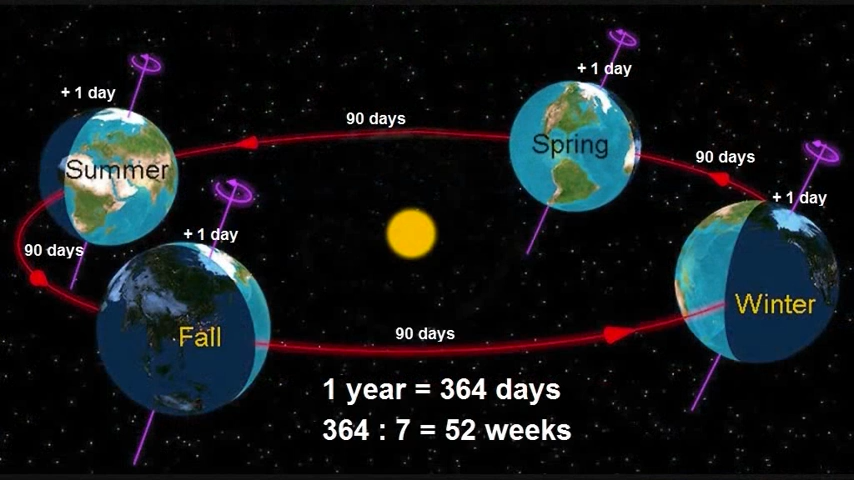 + 1 day
+ 1 day
90 days
Spring
90 days
Summer
+ 1 day
+ 1 day
90 days
Winter
Fall
90 days
1 year = 364 days
364 : 7 = 52 weeks